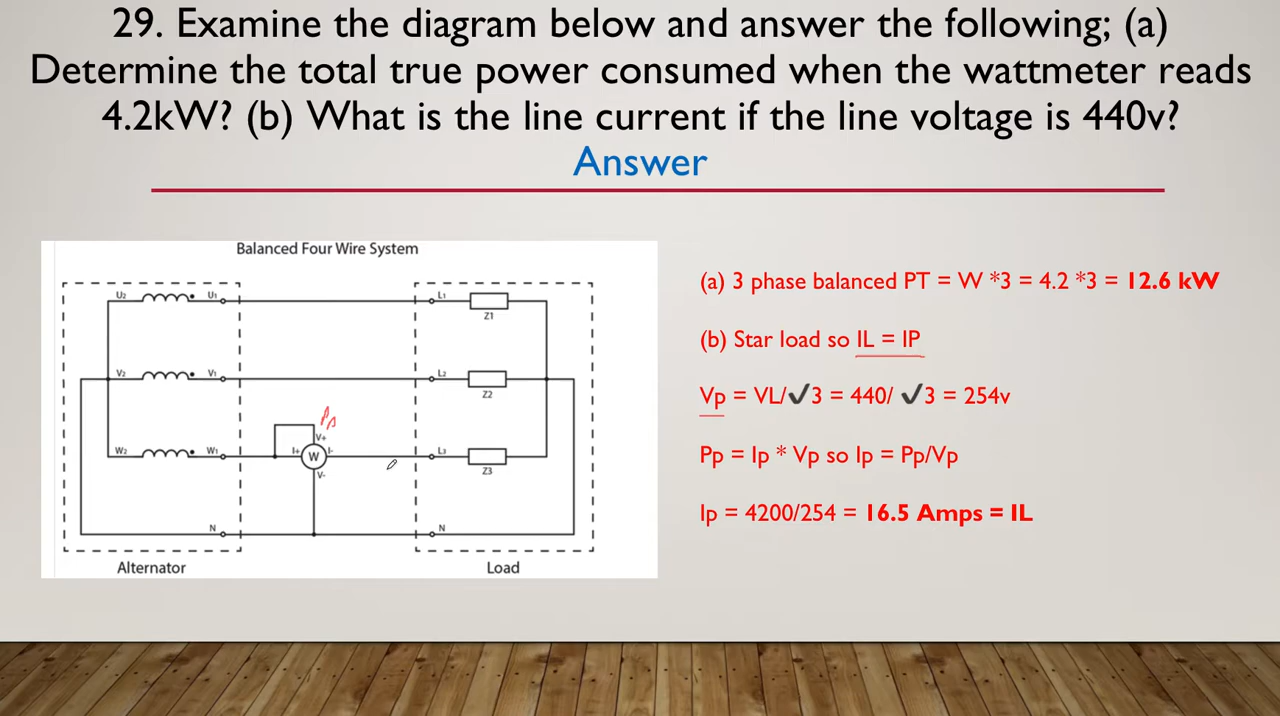 29. Examine the diagram below and answer the following; (a)
Determine the total true power consumed when the wattmeter reads
4.2kW? (b) What is the line current if the line voltage is 440v?
Answer
Balanced Four Wire System
U2 U1 L1
Z1
V2 V1 L2
Z2
Pp
V+
W2 W1 I+ W I- L3
Z3
V-
N N
Alternator Load
(a) 3 phase balanced PT = W *3 = 4.2 *3 = 12.6 kW
(b) Star load so IL = IP
Vp = VL/✓3 = 440/ ✓3 = 254v
Pp = Ip * Vp so Ip = Pp/Vp
Ip = 4200/254 = 16.5 Amps = IL